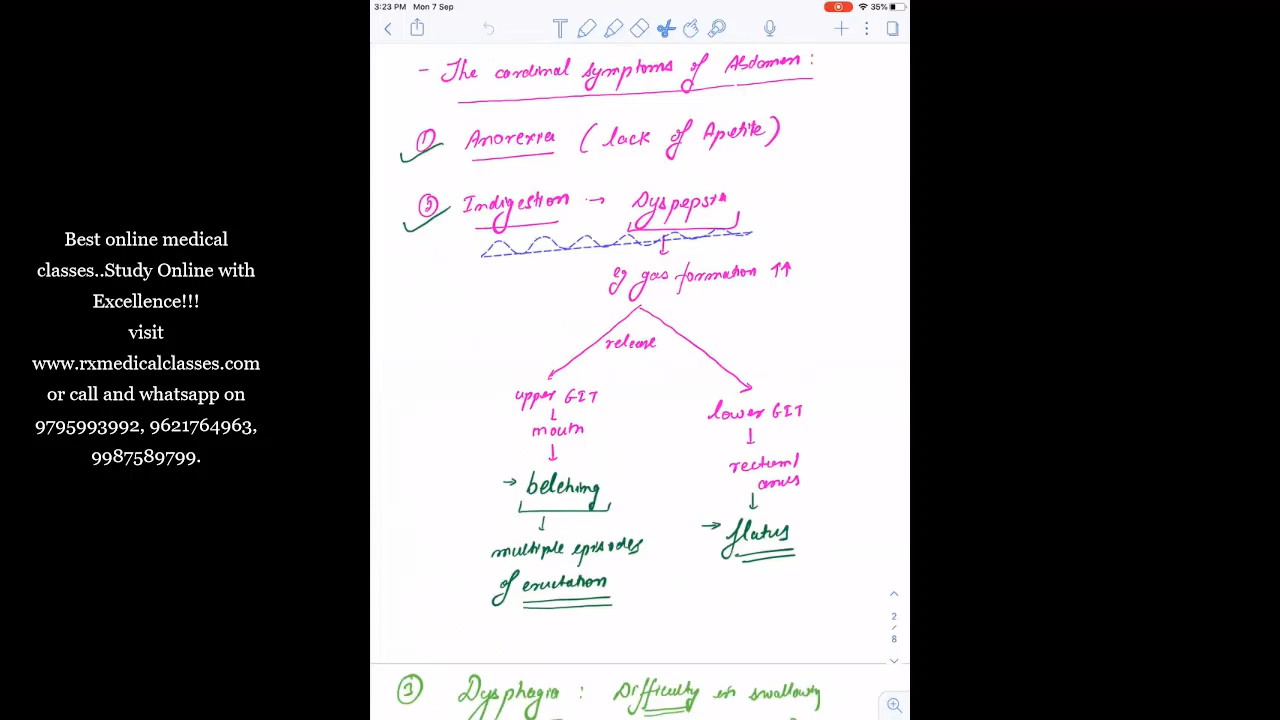 3:23 PM Mon 7 Sep
35%
- The cardinal symptoms of Abdomen :
① Anorexia (lack of Apetite)
② Indigestion → Dyspepsia
↓
eg gas formation ↑↑
release
upper GIT
↓
mouth
↓
→ belching
↓
multiple episodes
of eructation
lower GIT
↓
rectum/
anus
↓
→ flatus
③ Dysphagia : Difficulty in swallowing
Best online medical
classes..Study Online with
Excellence!!!
visit
www.rxmedicalclasses.com
or call and whatsapp on
9795993992, 9621764963,
9987589799.
2
/
8